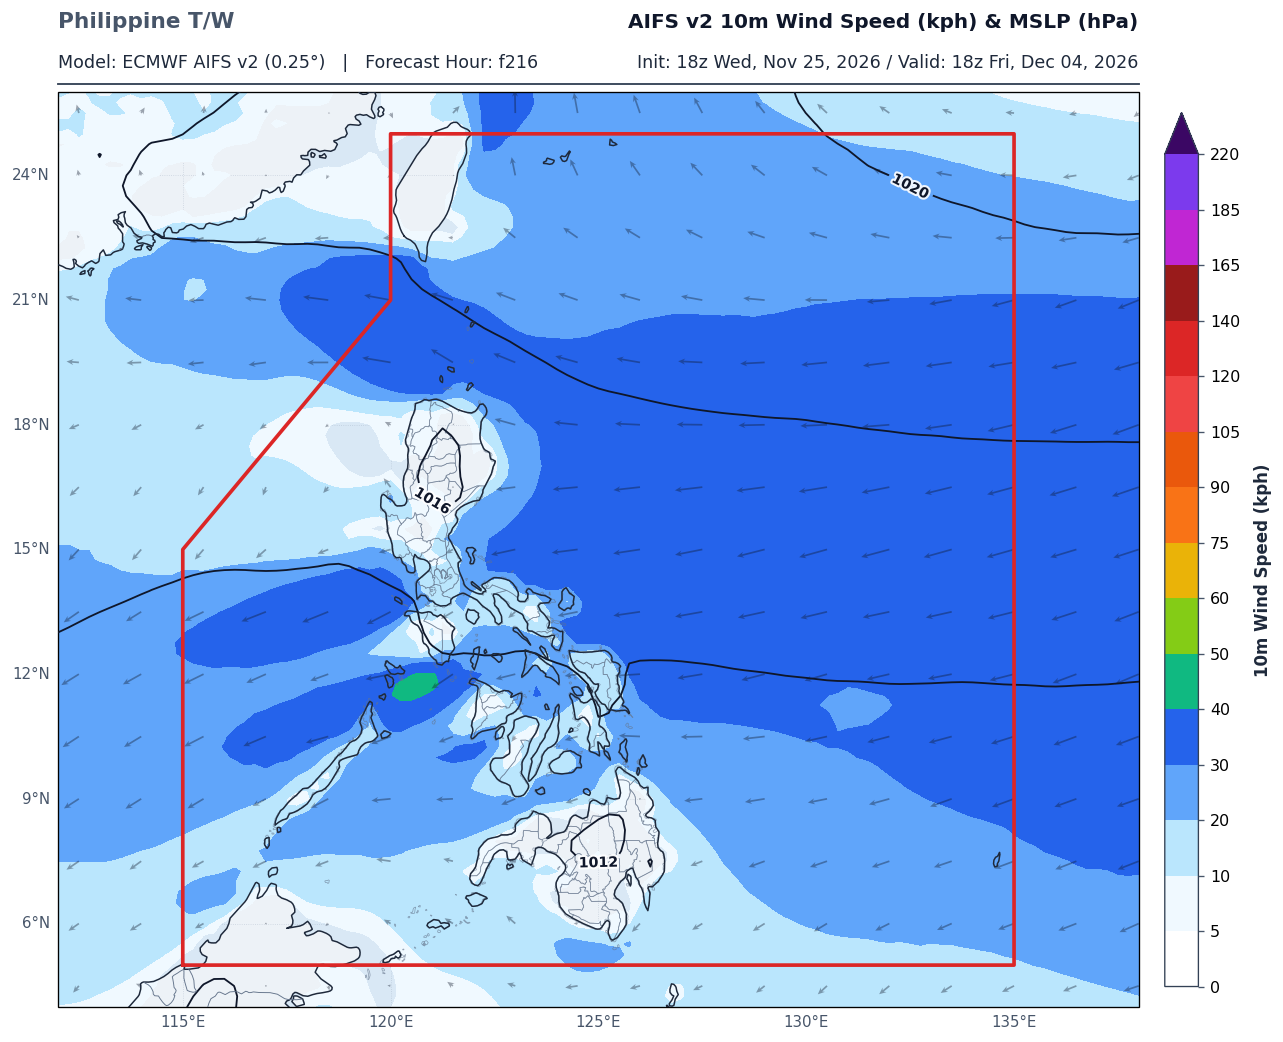 Philippine T/W
AIFS v2 10m Wind Speed (kph) & MSLP (hPa)
Model: ECMWF AIFS v2 (0.25°)   |   Forecast Hour: f216
Init: 18z Wed, Nov 25, 2026 / Valid: 18z Fri, Dec 04, 2026
24°N
21°N
18°N
15°N
12°N
9°N
6°N
115°E
120°E
125°E
130°E
135°E
1020
1016
1012
220
185
165
140
120
105
90
75
60
50
40
30
20
10
5
0
10m Wind Speed (kph)